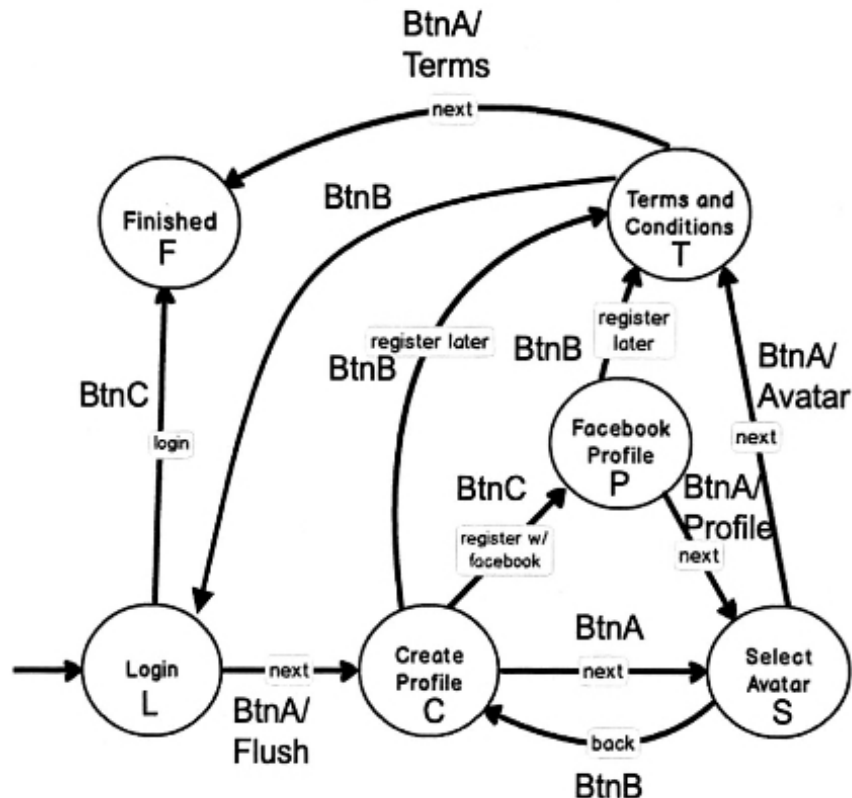 BtnA/
Terms
next
Finished
F
BtnB
Terms and
Conditions
T
register later
BtnB
BtnB
register
later
BtnA/
Avatar
next
BtnC
login
Facebook
Profile
P
BtnC
register w/
facebook
BtnA/
Profile
next
Login
L
next
BtnA/
Flush
Create
Profile
C
BtnA
next
Select
Avatar
S
back
BtnB